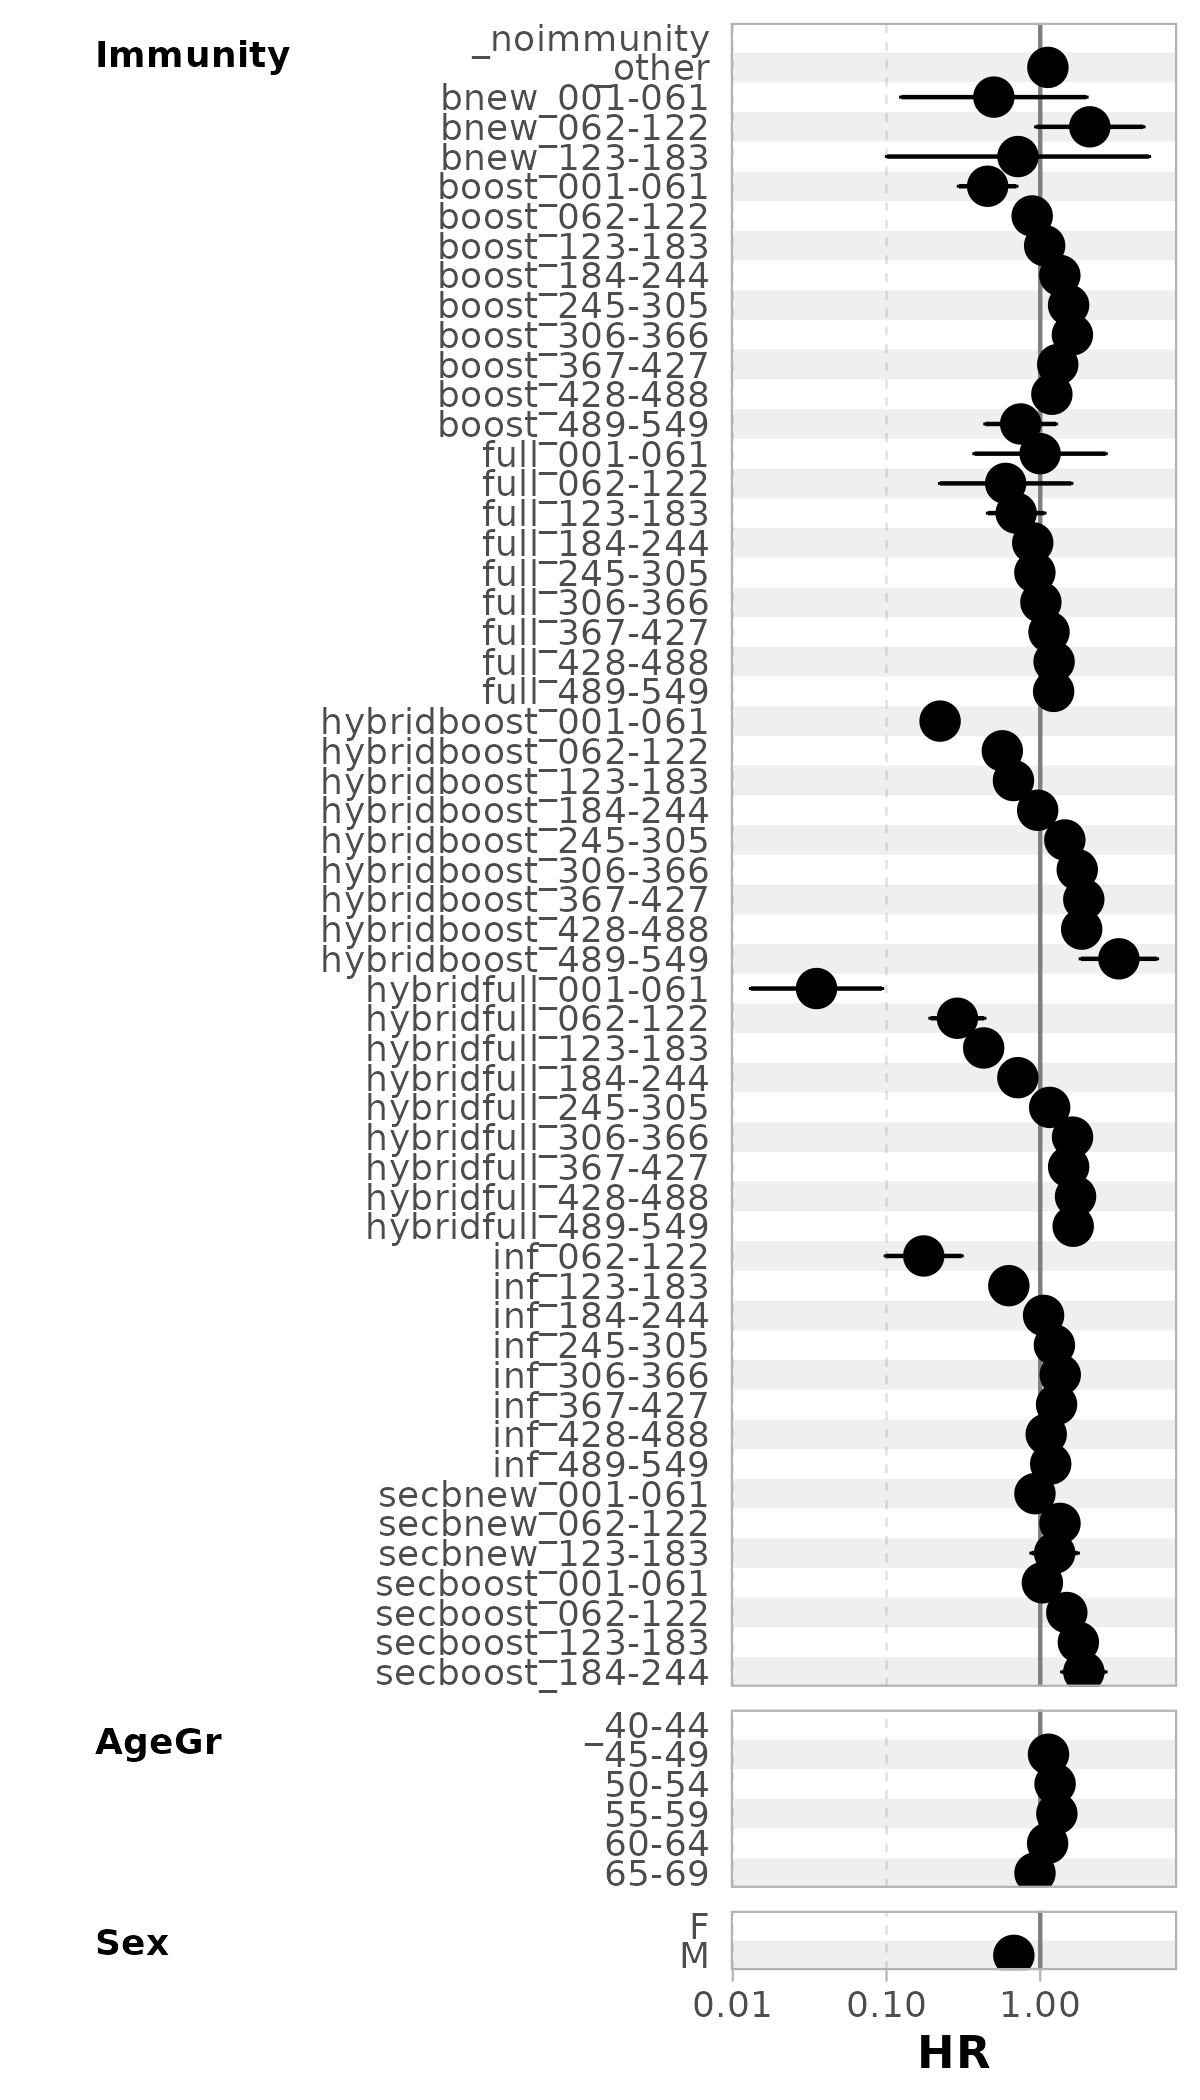 Immunity
_noimmunity
_other
bnew_001-061
bnew_062-122
bnew_123-183
boost_001-061
boost_062-122
boost_123-183
boost_184-244
boost_245-305
boost_306-366
boost_367-427
boost_428-488
boost_489-549
full_001-061
full_062-122
full_123-183
full_184-244
full_245-305
full_306-366
full_367-427
full_428-488
full_489-549
hybridboost_001-061
hybridboost_062-122
hybridboost_123-183
hybridboost_184-244
hybridboost_245-305
hybridboost_306-366
hybridboost_367-427
hybridboost_428-488
hybridboost_489-549
hybridfull_001-061
hybridfull_062-122
hybridfull_123-183
hybridfull_184-244
hybridfull_245-305
hybridfull_306-366
hybridfull_367-427
hybridfull_428-488
hybridfull_489-549
inf_062-122
inf_123-183
inf_184-244
inf_245-305
inf_306-366
inf_367-427
inf_428-488
inf_489-549
secbnew_001-061
secbnew_062-122
secbnew_123-183
secboost_001-061
secboost_062-122
secboost_123-183
secboost_184-244
AgeGr
_40-44
45-49
50-54
55-59
60-64
65-69
Sex
F
M
0.01 0.10 1.00
HR